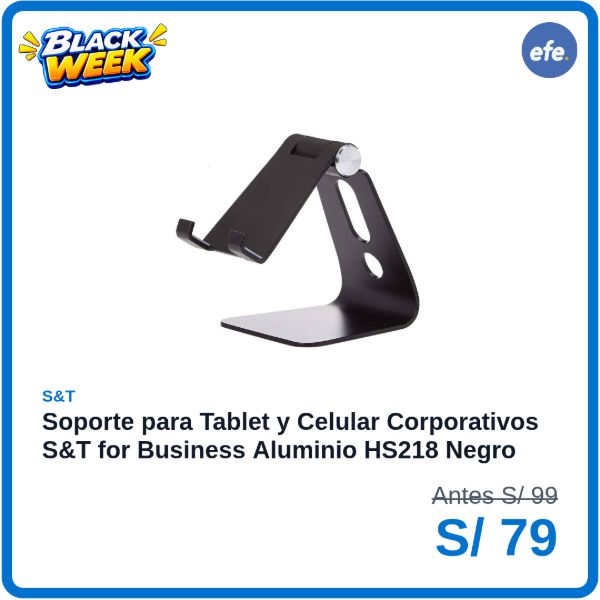 BLACK
WEEK
efe.
S&T
Soporte para Tablet y Celular Corporativos
S&T for Business Aluminio HS218 Negro
Antes S/ 99
S/ 79